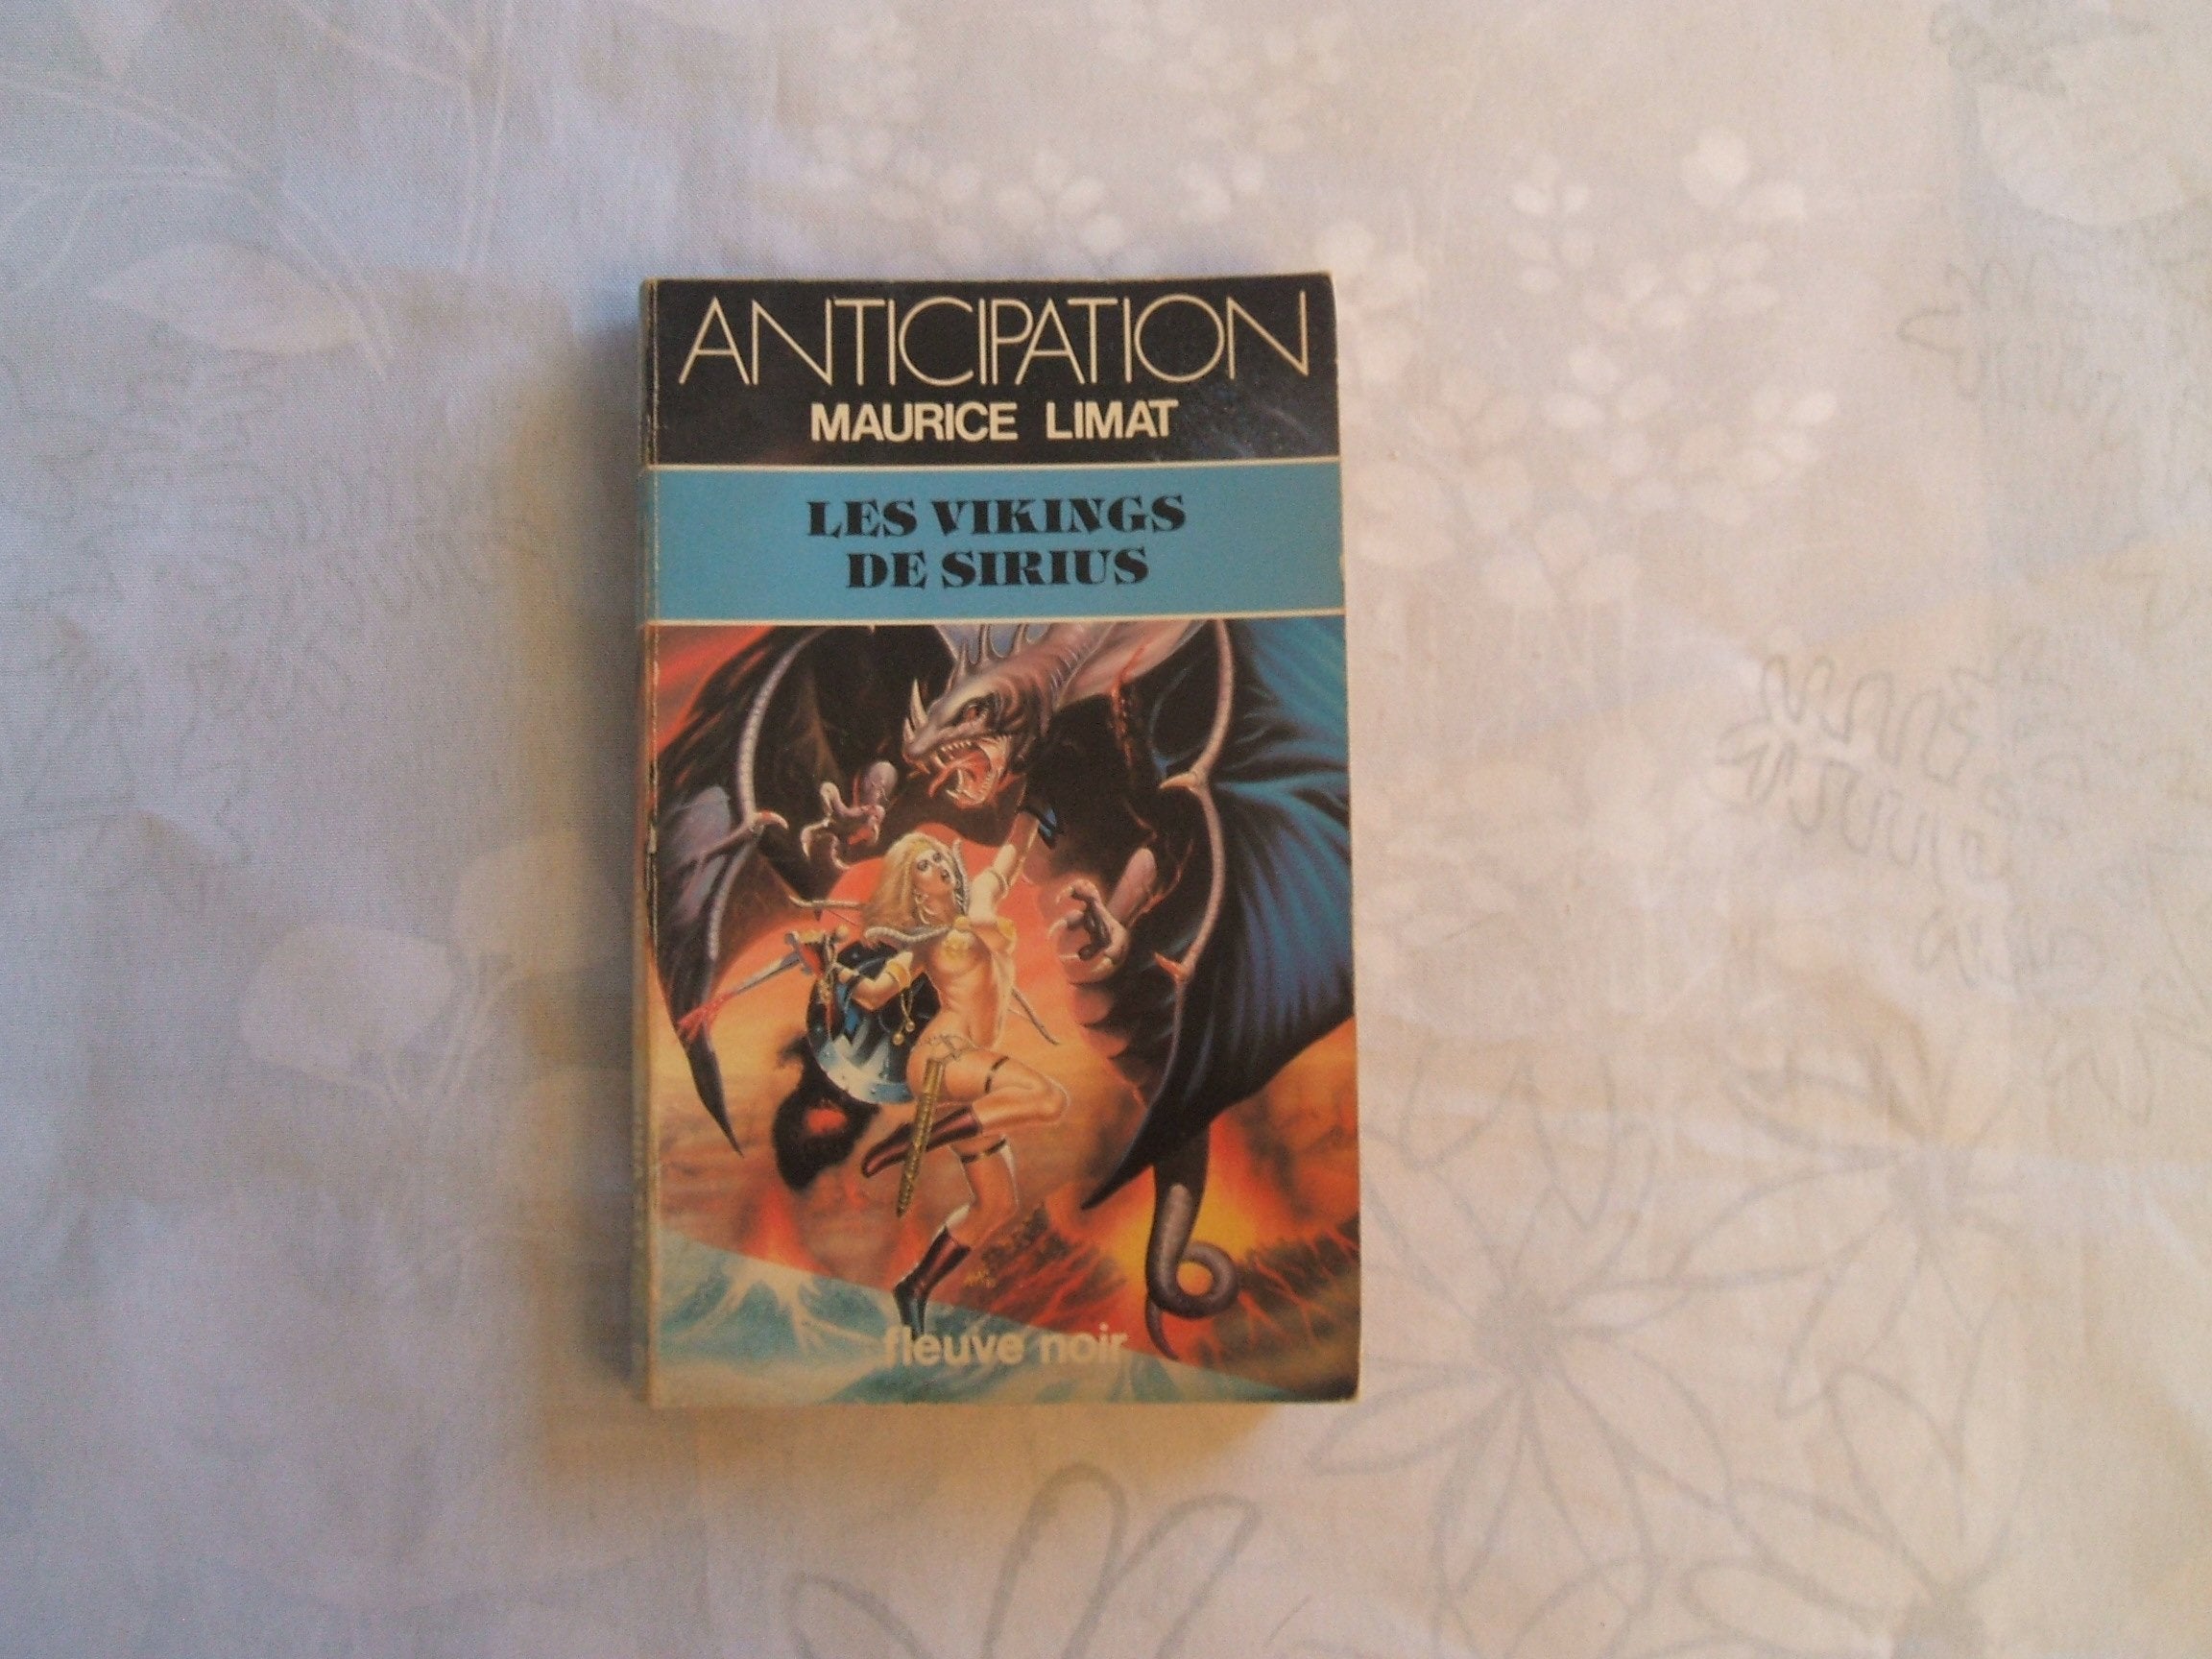 ANTICIPATION
MAURICE LIMAT
LES VIKINGS
DE SIRIUS
fleuve noir